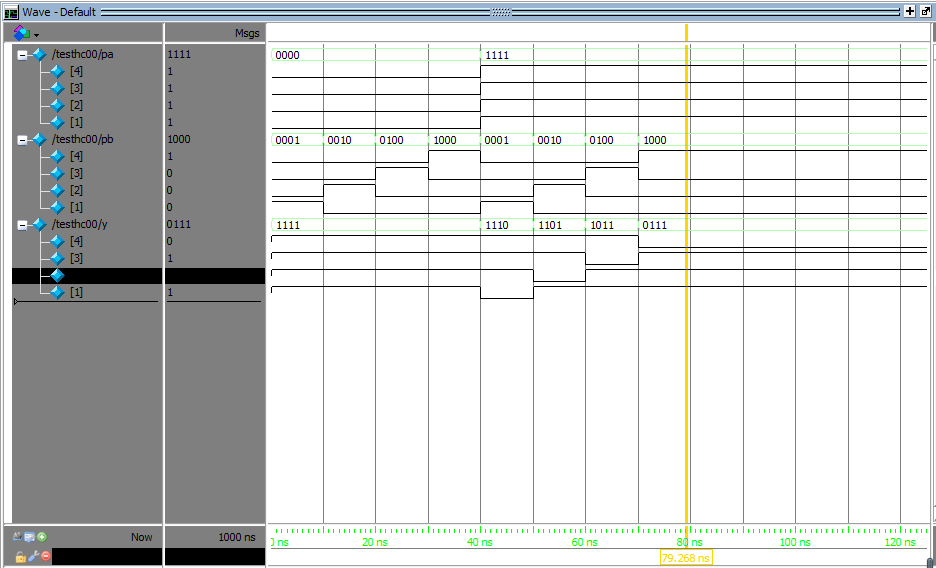 Wave - Default
Msgs
/testhc00/pa 1111 0000 1111
[4] 1
[3] 1
[2] 1
[1] 1
/testhc00/pb 1000 0001 0010 0100 1000 0001 0010 0100 1000
[4] 1
[3] 0
[2] 0
[1] 0
/testhc00/y 0111 1111 1110 1101 1011 0111
[4] 0
[3] 1
[1] 1
Now 1000 ns 0 ns 20 ns 40 ns 60 ns 80 ns 100 ns 120 ns
79.268 ns